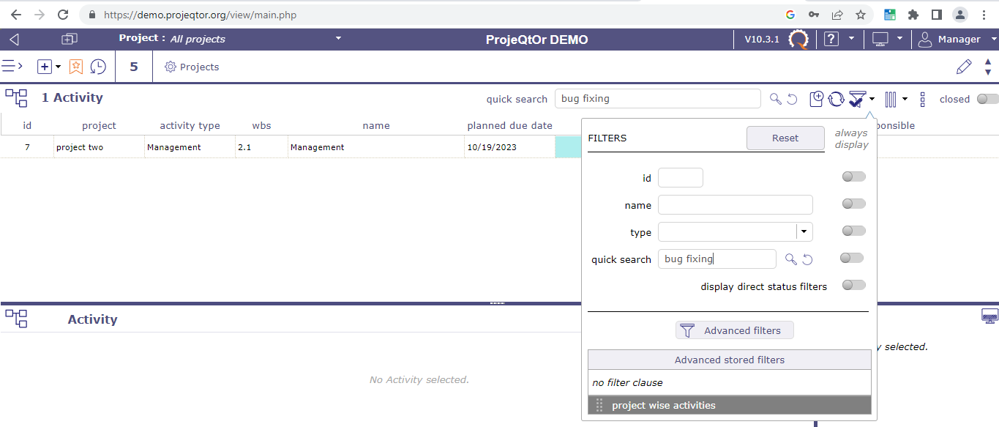 https://demo.projeqtor.org/view/main.php
Project : All projects
ProjeQtOr DEMO
V10.3.1
Manager
5
Projects
1 Activity
quick search
bug fixing
closed
id
project
activity type
wbs
name
planned due date
ponsible
7
project two
Management
2.1
Management
10/19/2023
FILTERS
Reset
always
display
id
name
type
quick search
bug fixing
display direct status filters
Advanced filters
Advanced stored filters
no filter clause
project wise activities
Activity
y selected.
No Activity selected.